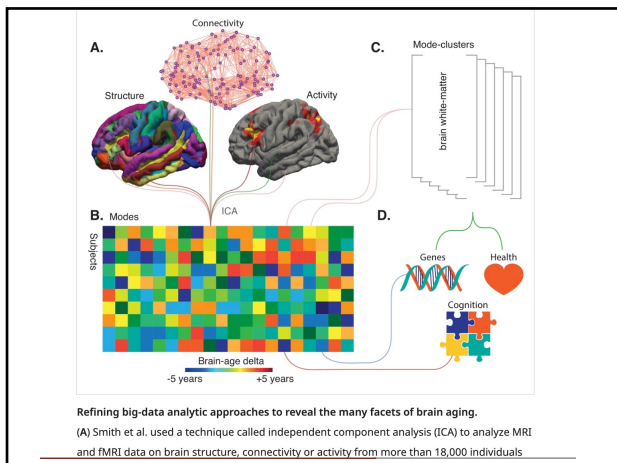 Connectivity
A.
C.
Mode-clusters
Structure
Activity
brain white-matter
ICA
B. Modes
D.
Subjects
Genes
Health
Cognition
Brain-age delta
-5 years
+5 years
Refining big-data analytic approaches to reveal the many facets of brain aging.
(A) Smith et al. used a technique called independent component analysis (ICA) to analyze MRI
and fMRI data on brain structure, connectivity or activity from more than 18,000 individuals